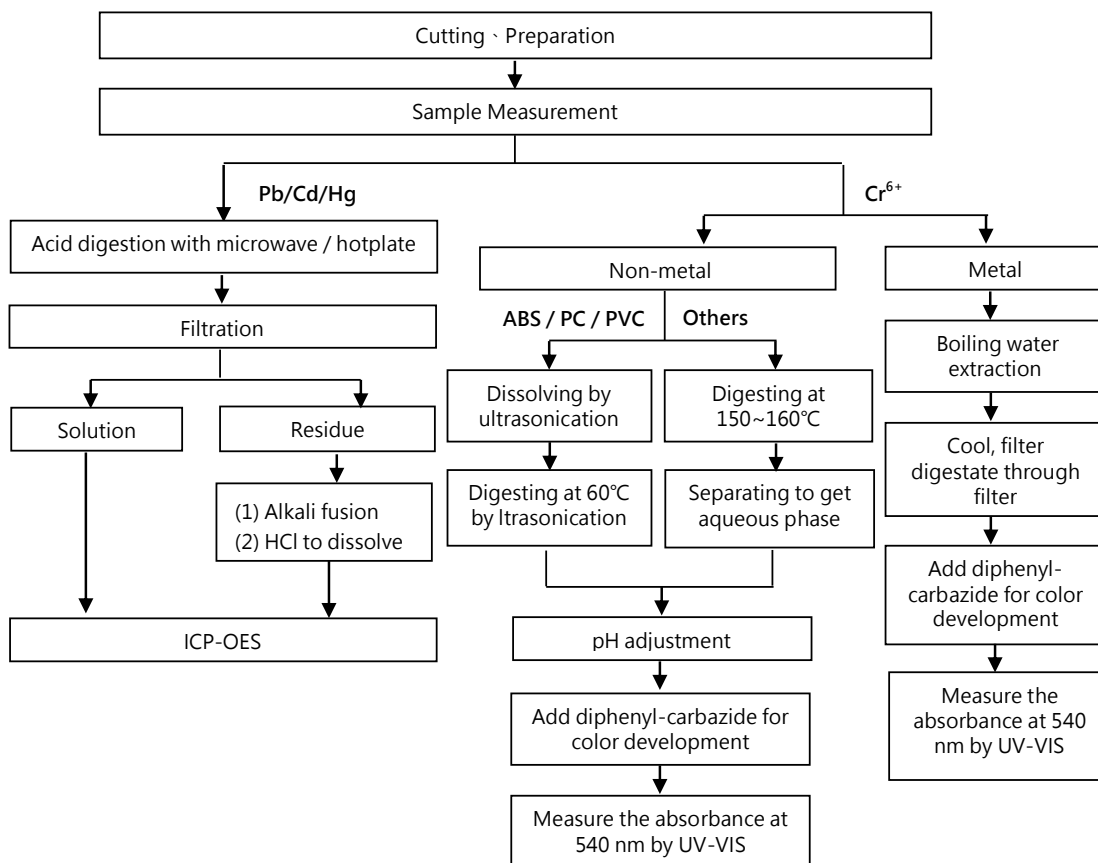 Cutting、Preparation
Sample Measurement
Pb/Cd/Hg
Cr6+
Acid digestion with microwave / hotplate
Non-metal
Metal
Filtration
ABS / PC / PVC
Others
Boiling water
extraction
Solution
Residue
Dissolving by
ultrasonication
Digesting at
150~160℃
Cool, filter
digestate through
filter
(1) Alkali fusion
(2) HCl to dissolve
Digesting at 60℃
by ltrasonication
Separating to get
aqueous phase
Add diphenyl-
carbazide for color
development
ICP-OES
pH adjustment
Measure the
absorbance at 540
nm by UV-VIS
Add diphenyl-carbazide for
color development
Measure the absorbance at
540 nm by UV-VIS